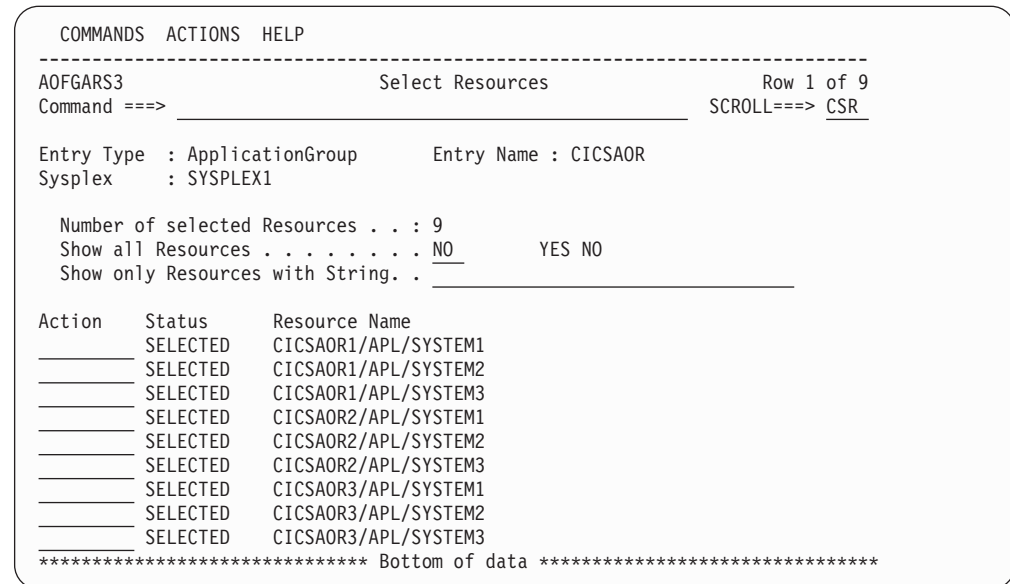 COMMANDS ACTIONS HELP
------------------------------------------------------------------------------
AOFGARS3 Select Resources Row 1 of 9
Command ===> SCROLL===> CSR
Entry Type : ApplicationGroup Entry Name : CICSAOR
Sysplex : SYSPLEX1
Number of selected Resources . . : 9
Show all Resources . . . . . . . . NO YES NO
Show only Resources with String. .
Action Status Resource Name
SELECTED CICSAOR1/APL/SYSTEM1
SELECTED CICSAOR1/APL/SYSTEM2
SELECTED CICSAOR1/APL/SYSTEM3
SELECTED CICSAOR2/APL/SYSTEM1
SELECTED CICSAOR2/APL/SYSTEM2
SELECTED CICSAOR2/APL/SYSTEM3
SELECTED CICSAOR3/APL/SYSTEM1
SELECTED CICSAOR3/APL/SYSTEM2
SELECTED CICSAOR3/APL/SYSTEM3
******************************* Bottom of data ********************************